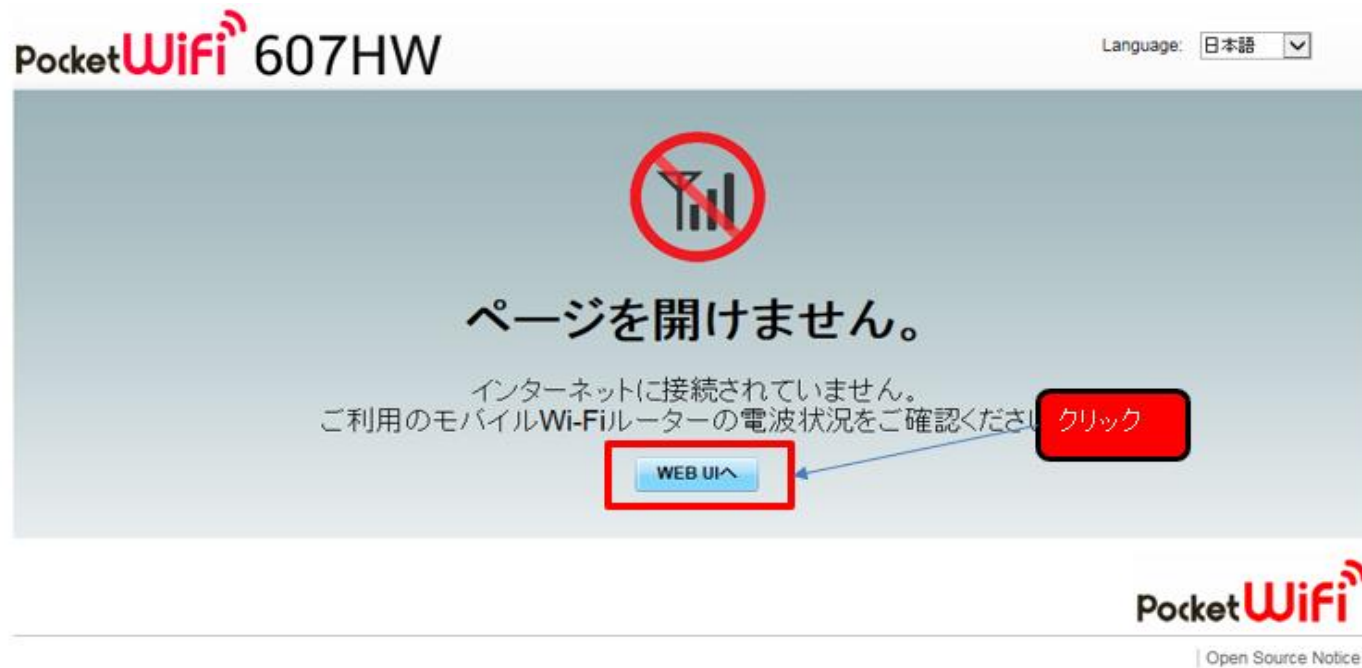 PocketWiFi 607HW
Language: 日本語
ページを開けません。
インターネットに接続されていません。
ご利用のモバイルWi-Fiルーターの電波状況をご確認ください
クリック
WEB UIへ
PocketWiFi
Open Source Notice